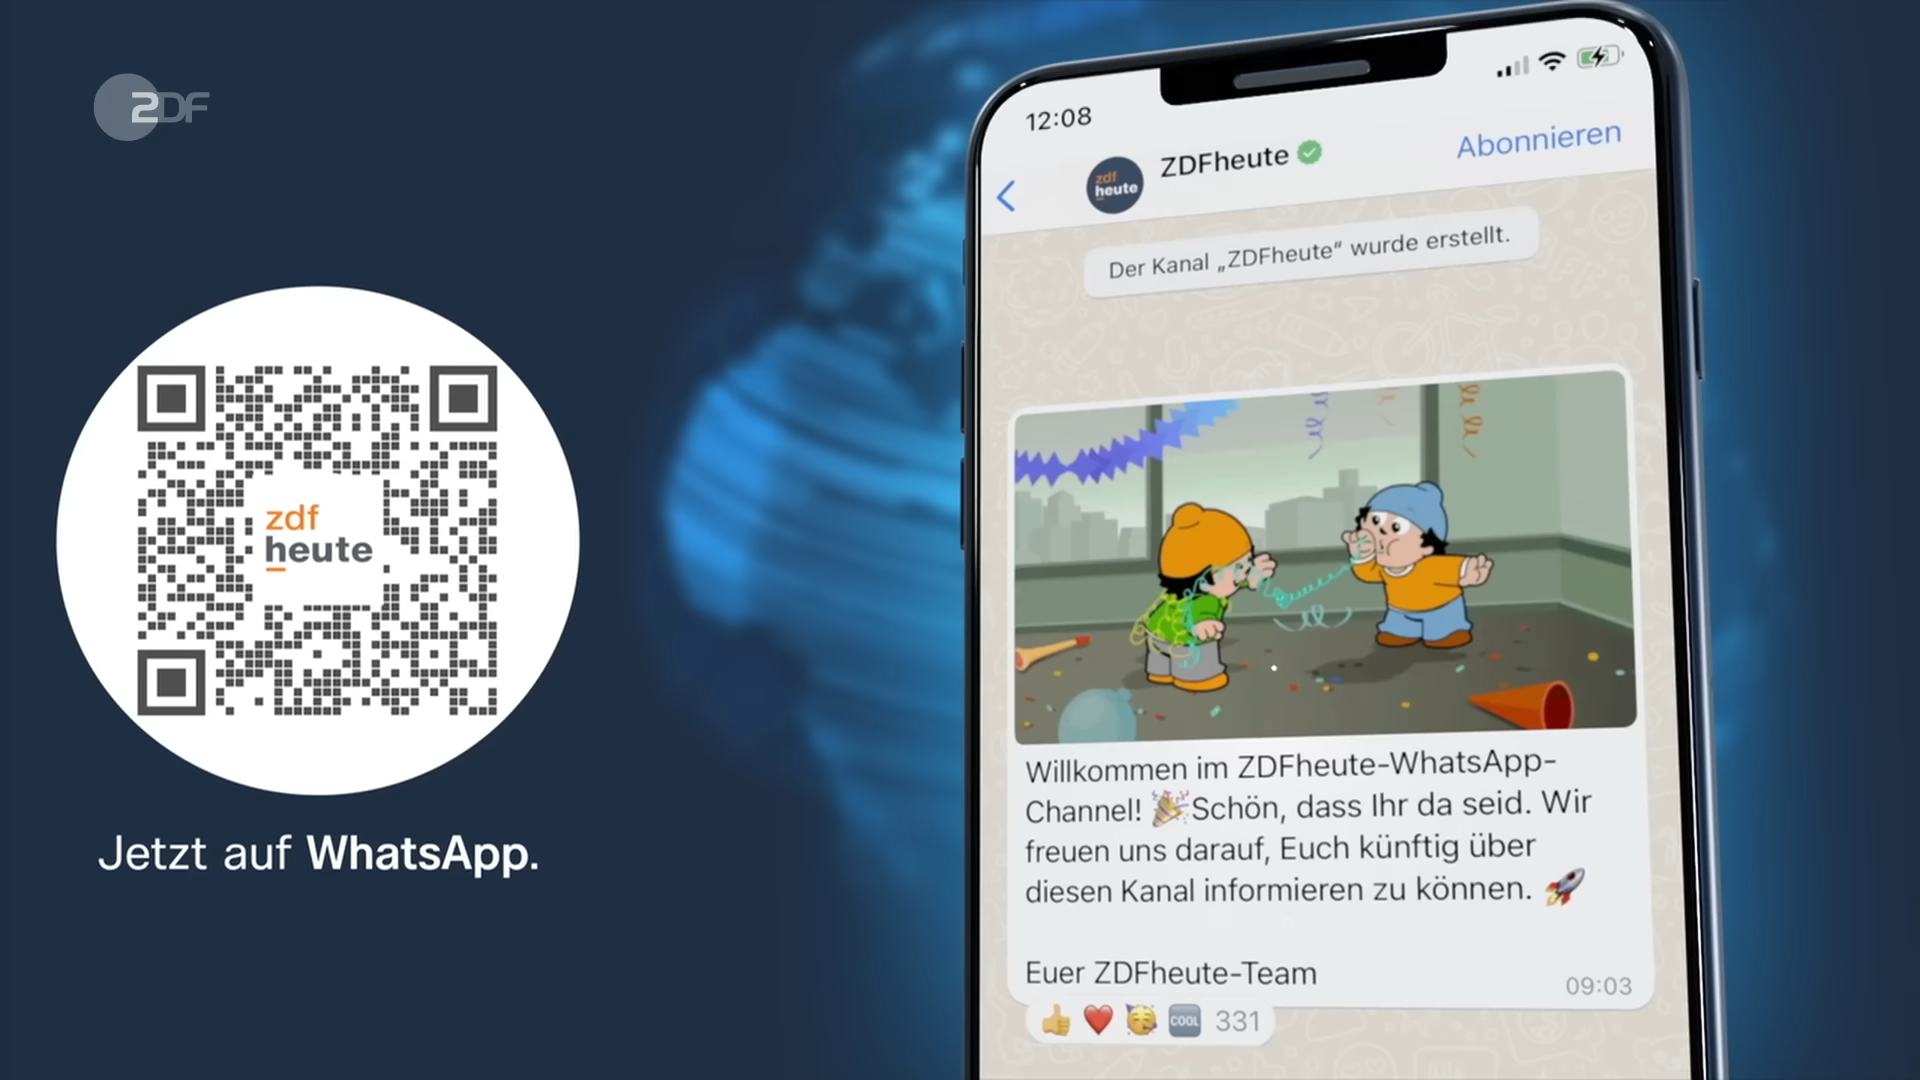 ZDF
12:08
zdf
heute
ZDFheute
Abonnieren
Der Kanal „ZDFheute“ wurde erstellt.
zdf
heute
Jetzt auf WhatsApp.
Willkommen im ZDFheute-WhatsApp-
Channel! 🎉Schön, dass Ihr da seid. Wir
freuen uns darauf, Euch künftig über
diesen Kanal informieren zu können. 🚀
Euer ZDFheute-Team
09:03
👍 ❤️ 🥳 🆒 331